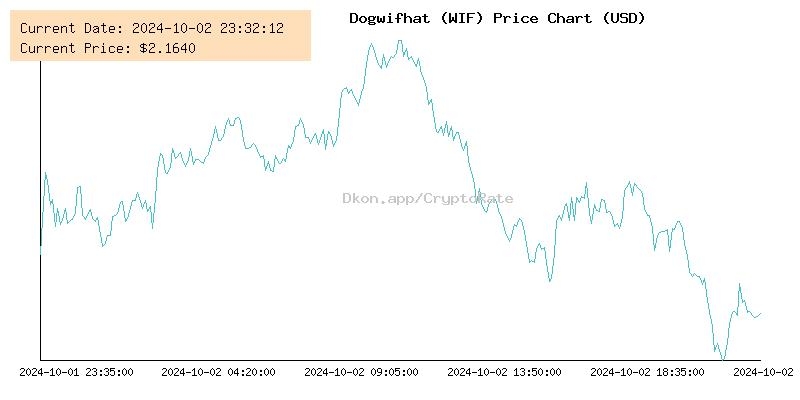 Dogwifhat (WIF) Price Chart (USD)
Current Date: 2024-10-02 23:32:12
Current Price: $2.1640
Dkon.app/CryptoRate
2024-10-01 23:35:00 2024-10-02 04:20:00 2024-10-02 09:05:00 2024-10-02 13:50:00 2024-10-02 18:35:00 2024-10-02